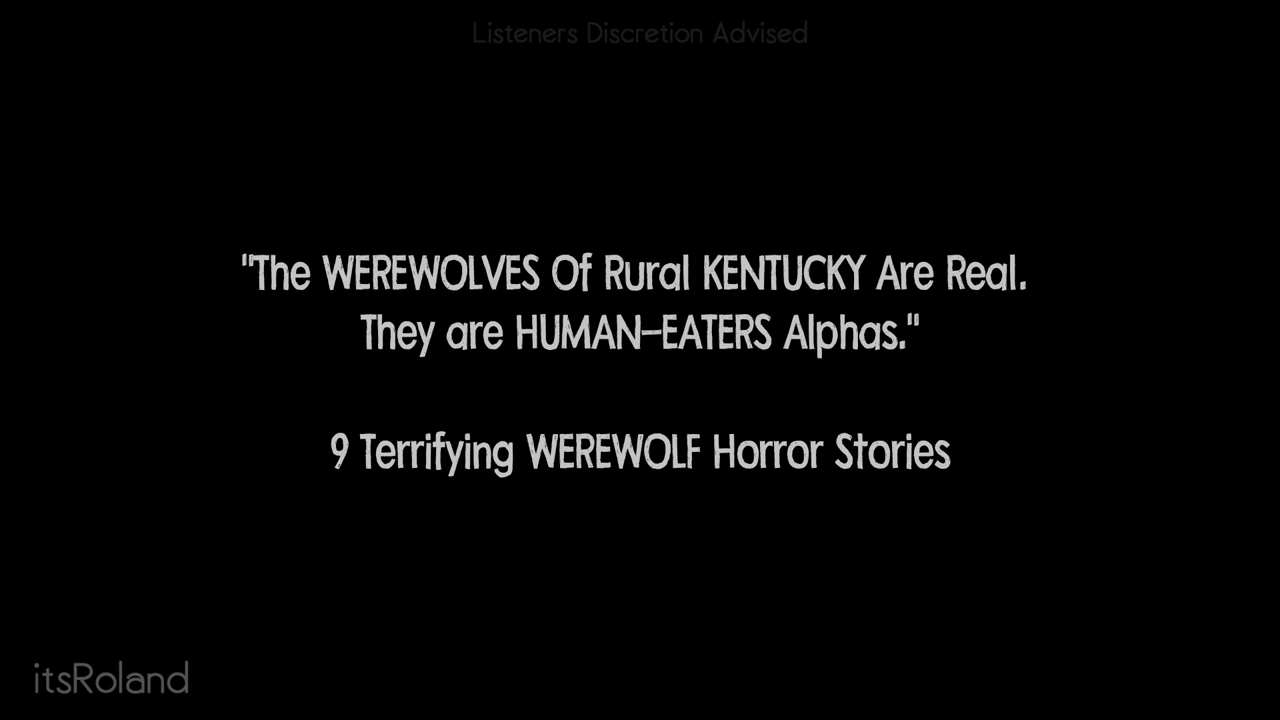 Listeners Discretion Advised
"The WEREWOLVES Of Rural KENTUCKY Are Real.
They are HUMAN-EATERS Alphas."
9 Terrifying WEREWOLF Horror Stories
itsRoland